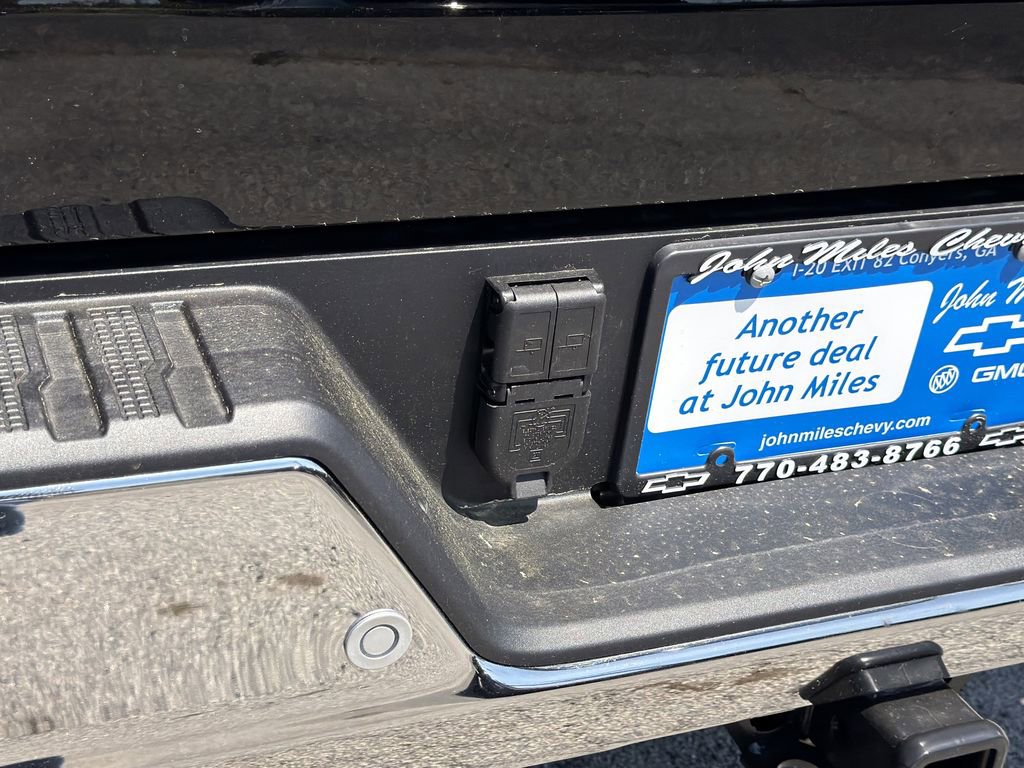 John Miles Chev
I-20 EXIT 82 Conyers, GA
Another
future deal
at John Miles
John M
GMC
johnmileschevy.com
770-483-8766